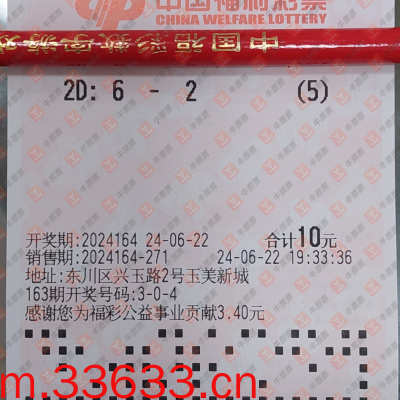 中国福利彩票
CHINA WELFARE LOTTERY
2D: 6 - 2 (5)
开奖期:2024164 24-06-22 合计10元
销售期:2024164-271 24-06-22 19:33:36
地址:东川区兴玉路2号玉美新城
163期开奖号码:3-0-4
感谢您为福彩公益事业贡献3.40元
m.33633.cn